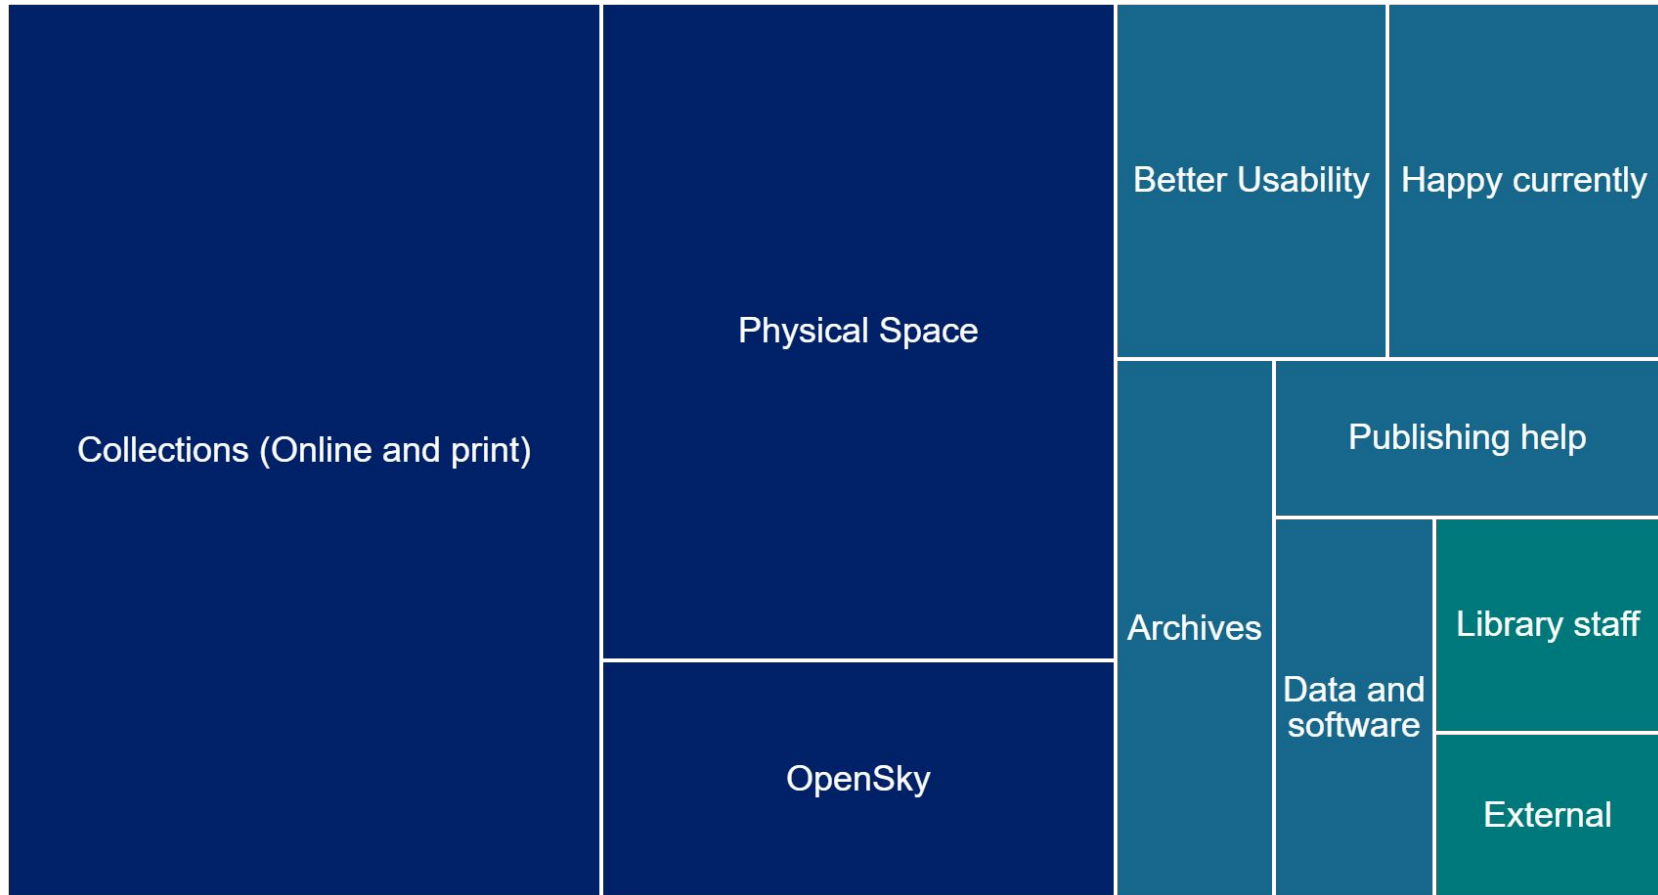 Collections (Online and print)
Physical Space
OpenSky
Better Usability
Happy currently
Archives
Publishing help
Data and
software
Library staff
External